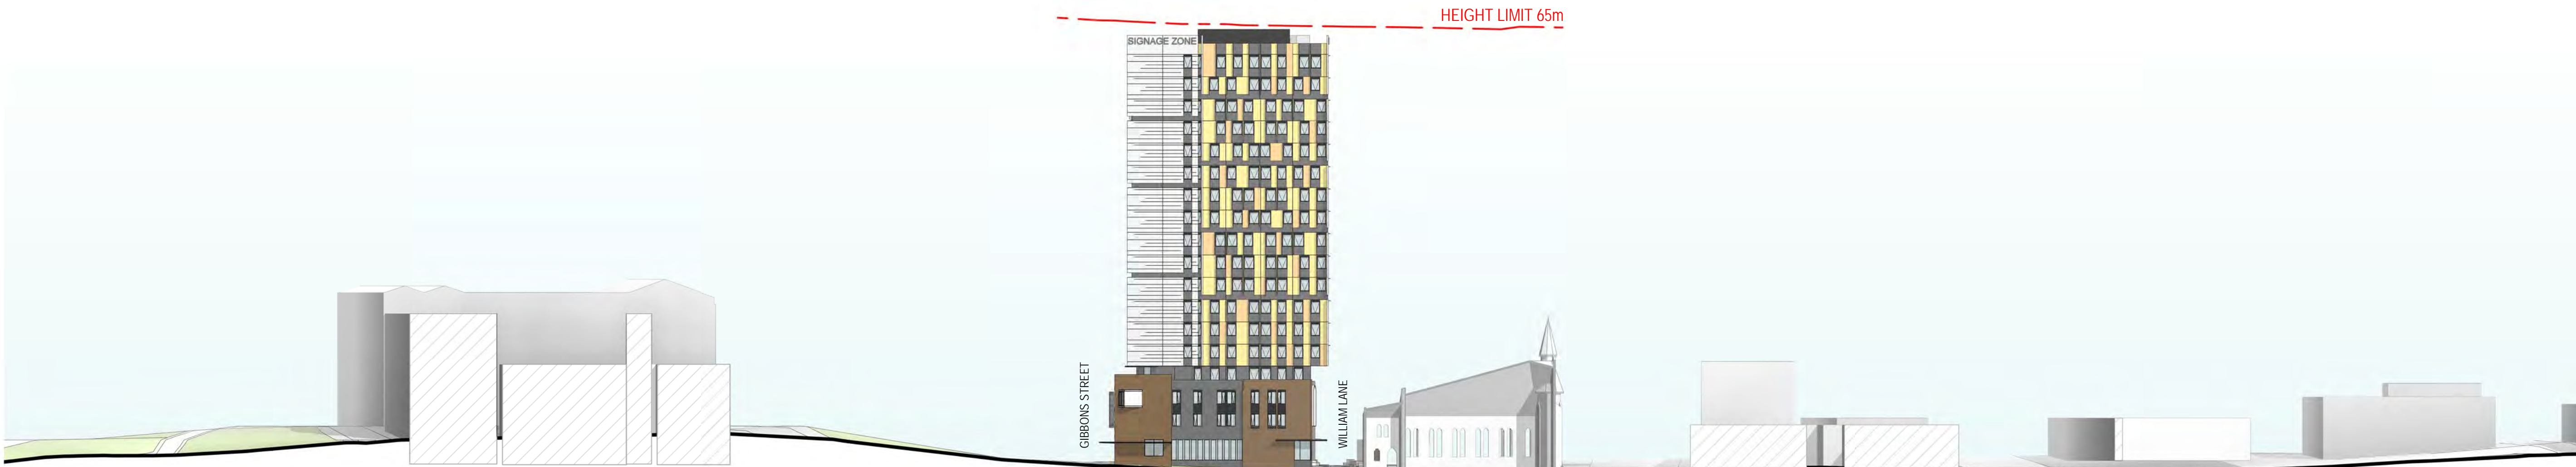 HEIGHT LIMIT 65m
SIGNAGE ZONE
GIBBONS STREET
WILLIAM LANE